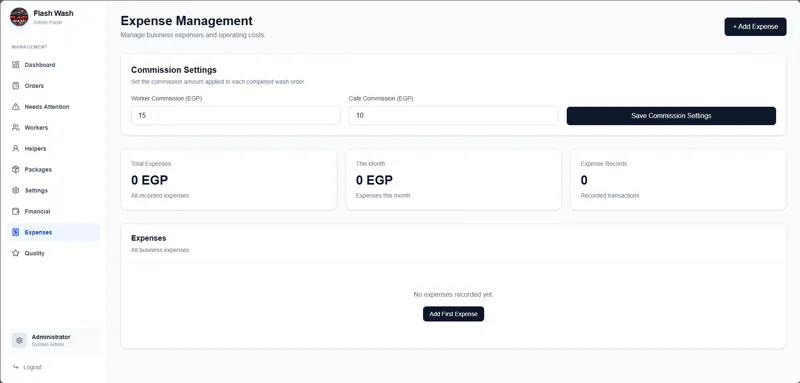 Flash Wash
Admin Panel
MANAGEMENT
Dashboard
Orders
Needs Attention
Workers
Helpers
Packages
Settings
Financial
Expenses
Quality
Administrator
System Admin
Logout
Expense Management
Manage business expenses and operating costs.
+ Add Expense
Commission Settings
Set the commission amount applied to each completed wash order.
Worker Commission (EGP)
15
Cafe Commission (EGP)
10
Save Commission Settings
Total Expenses
0 EGP
All recorded expenses
This Month
0 EGP
Expenses this month
Expense Records
0
Recorded transactions
Expenses
All business expenses
No expenses recorded yet.
Add First Expense